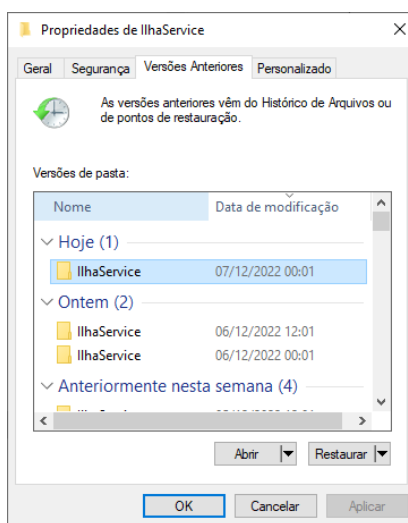 Propriedades de IlhaService
Geral Segurança Versões Anteriores Personalizado
As versões anteriores vêm do Histórico de Arquivos ou
de pontos de restauração.
Versões de pasta:
Nome Data de modificação
Hoje (1)
IlhaService 07/12/2022 00:01
Ontem (2)
IlhaService 06/12/2022 12:01
IlhaService 06/12/2022 00:01
Anteriormente nesta semana (4)
Abrir Restaurar
OK Cancelar Aplicar